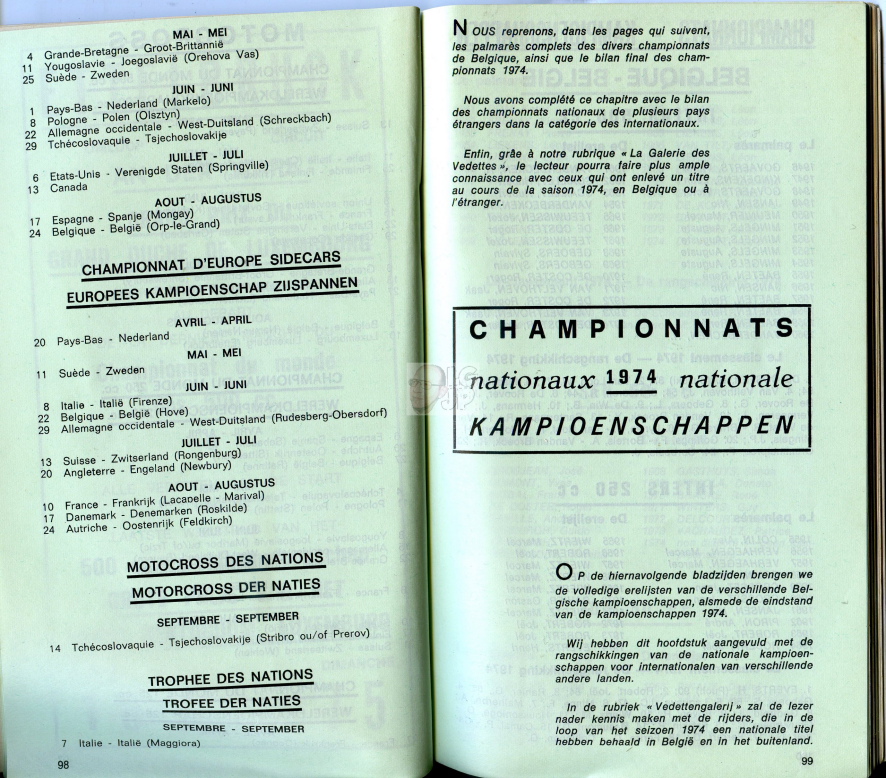 MAI - MEI
4 Grande-Bretagne - Groot-Brittannië
11 Yougoslavie - Joegoslavië (Orehova Vas)
25 Suède - Zweden
JUIN - JUNI
1 Pays-Bas - Nederland (Markelo)
8 Pologne - Polen (Olsztyn)
22 Allemagne occidentale - West-Duitsland (Schreckbach)
29 Tchécoslovaquie - Tsjechoslovakije
JUILLET - JULI
6 Etats-Unis - Verenigde Staten (Springville)
13 Canada
AOUT - AUGUSTUS
17 Espagne - Spanje (Mongay)
24 Belgique - België (Orp-le-Grand)
CHAMPIONNAT D'EUROPE SIDECARS
EUROPEES KAMPIOENSCHAP ZIJSPANNEN
AVRIL - APRIL
20 Pays-Bas - Nederland
MAI - MEI
11 Suède - Zweden
JUIN - JUNI
8 Italie - Italië (Firenze)
22 Belgique - België (Hove)
29 Allemagne occidentale - West-Duitsland (Rudesberg-Obersdorf)
JUILLET - JULI
13 Suisse - Zwitserland (Rongenburg)
20 Angleterre - Engeland (Newbury)
AOUT - AUGUSTUS
10 France - Frankrijk (Lacapelle - Marival)
17 Danemark - Denemarken (Roskilde)
24 Autriche - Oostenrijk (Feldkirch)
MOTOCROSS DES NATIONS
MOTORCROSS DER NATIES
SEPTEMBRE - SEPTEMBER
14 Tchécoslovaquie - Tsjechoslovakije (Stribro ou/of Prerov)
TROPHEE DES NATIONS
TROFEE DER NATIES
SEPTEMBRE - SEPTEMBER
7 Italie - Italië (Maggiora)
98
NOUS reprenons, dans les pages qui suivent,
les palmarès complets des divers championnats
de Belgique, ainsi que le bilan final des cham-
pionnats 1974.
Nous avons complété ce chapitre avec le bilan
des championnats nationaux de plusieurs pays
étrangers dans la catégorie des internationaux.
Enfin, grâe à notre rubrique « La Galerie des
Vedettes », le lecteur pourra faire plus ample
connaissance avec ceux qui ont enlevé un titre
au cours de la saison 1974, en Belgique ou à
l'étranger.
CHAMPIONNATS
nationaux 1974 nationale
KAMPIOENSCHAPPEN
OP de hiernavolgende bladzijden brengen we
de volledige erelijsten van de verschillende Bel-
gische kampioenschappen, alsmede de eindstand
van de kampioenschappen 1974.
Wij hebben dit hoofdstuk aangevuld met de
rangschikkingen van de nationale kampioen-
schappen voor internationalen van verschillende
andere landen.
In de rubriek « Vedettengalerij » zal de lezer
nader kennis maken met de rijders, die in de
loop van het seizoen 1974 een nationale titel
hebben behaald in België en in het buitenland.
99